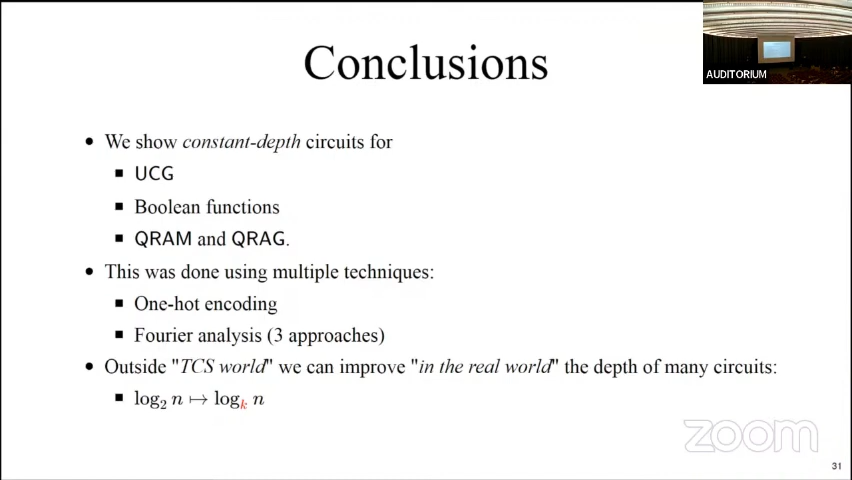 AUDITORIUM
Conclusions
• We show constant-depth circuits for
▪ UCG
▪ Boolean functions
▪ QRAM and QRAG.
• This was done using multiple techniques:
▪ One-hot encoding
▪ Fourier analysis (3 approaches)
• Outside "TCS world" we can improve "in the real world" the depth of many circuits:
▪ log₂ n ↦ logₖ n
zoom
31